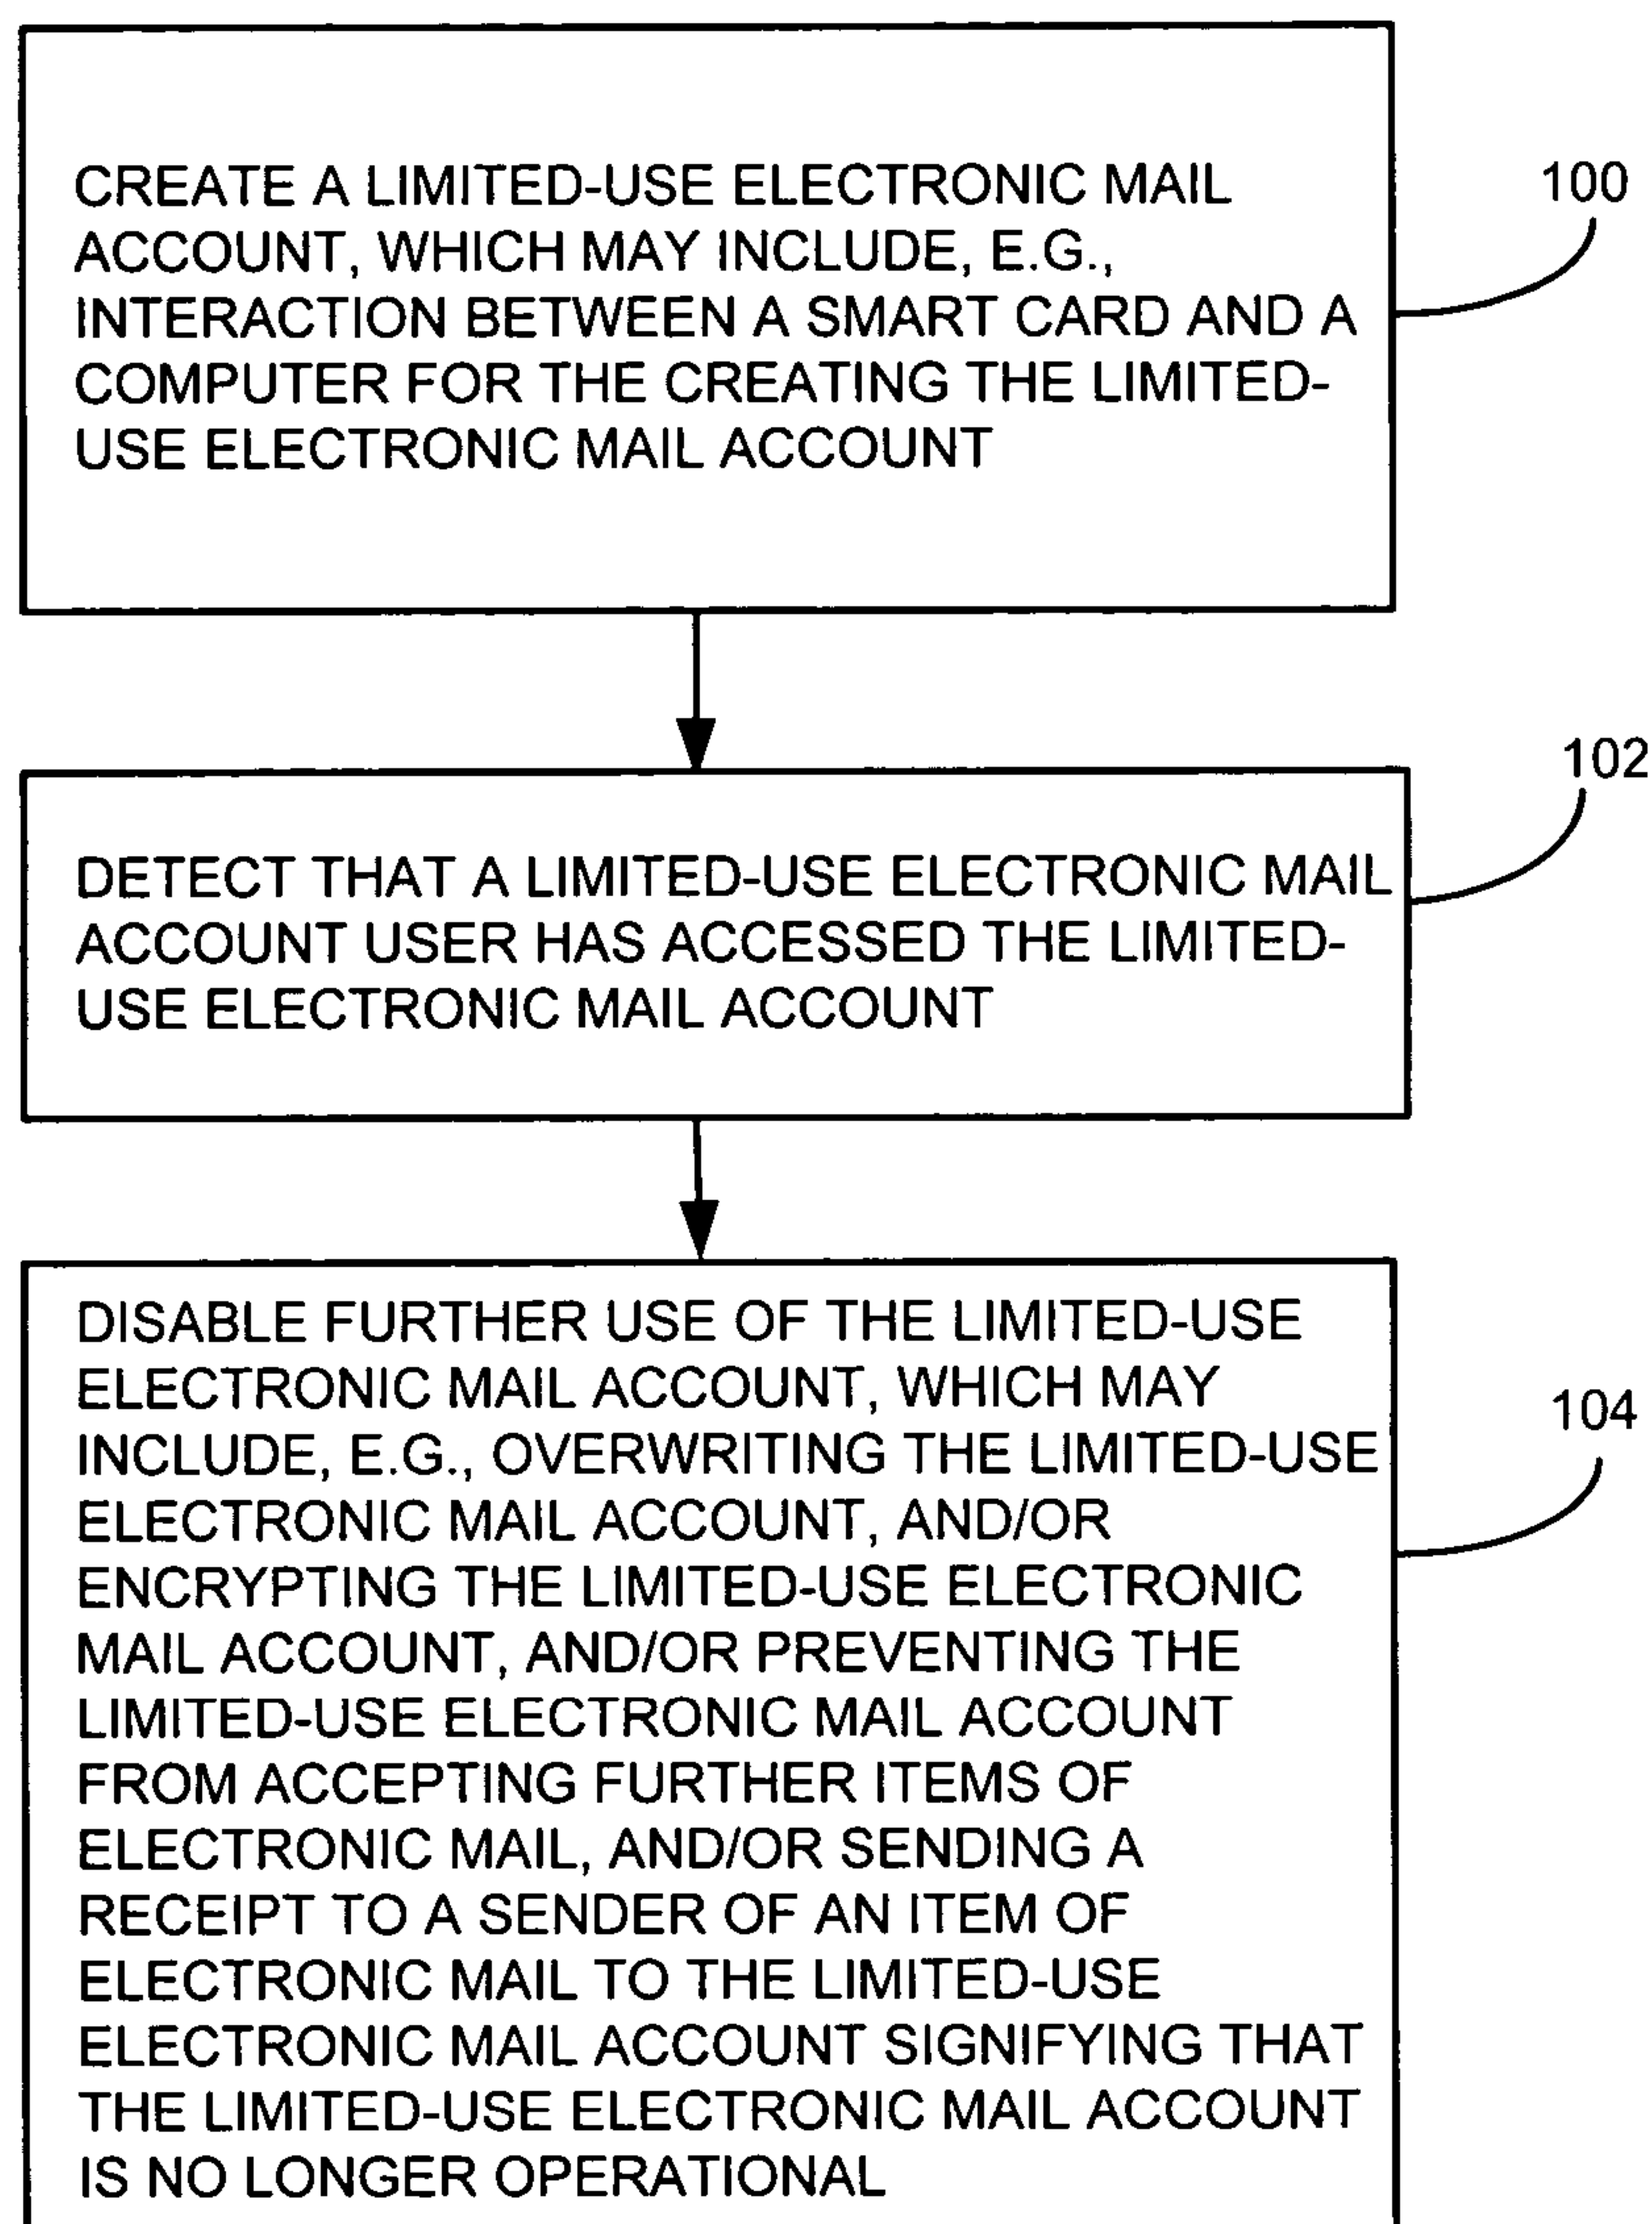 CREATE A LIMITED-USE ELECTRONIC MAIL
ACCOUNT, WHICH MAY INCLUDE, E.G.,
INTERACTION BETWEEN A SMART CARD AND A
COMPUTER FOR THE CREATING THE LIMITED-
USE ELECTRONIC MAIL ACCOUNT
100
DETECT THAT A LIMITED-USE ELECTRONIC MAIL
ACCOUNT USER HAS ACCESSED THE LIMITED-
USE ELECTRONIC MAIL ACCOUNT
102
DISABLE FURTHER USE OF THE LIMITED-USE
ELECTRONIC MAIL ACCOUNT, WHICH MAY
INCLUDE, E.G., OVERWRITING THE LIMITED-USE
ELECTRONIC MAIL ACCOUNT, AND/OR
ENCRYPTING THE LIMITED-USE ELECTRONIC
MAIL ACCOUNT, AND/OR PREVENTING THE
LIMITED-USE ELECTRONIC MAIL ACCOUNT
FROM ACCEPTING FURTHER ITEMS OF
ELECTRONIC MAIL, AND/OR SENDING A
RECEIPT TO A SENDER OF AN ITEM OF
ELECTRONIC MAIL TO THE LIMITED-USE
ELECTRONIC MAIL ACCOUNT SIGNIFYING THAT
THE LIMITED-USE ELECTRONIC MAIL ACCOUNT
IS NO LONGER OPERATIONAL
104